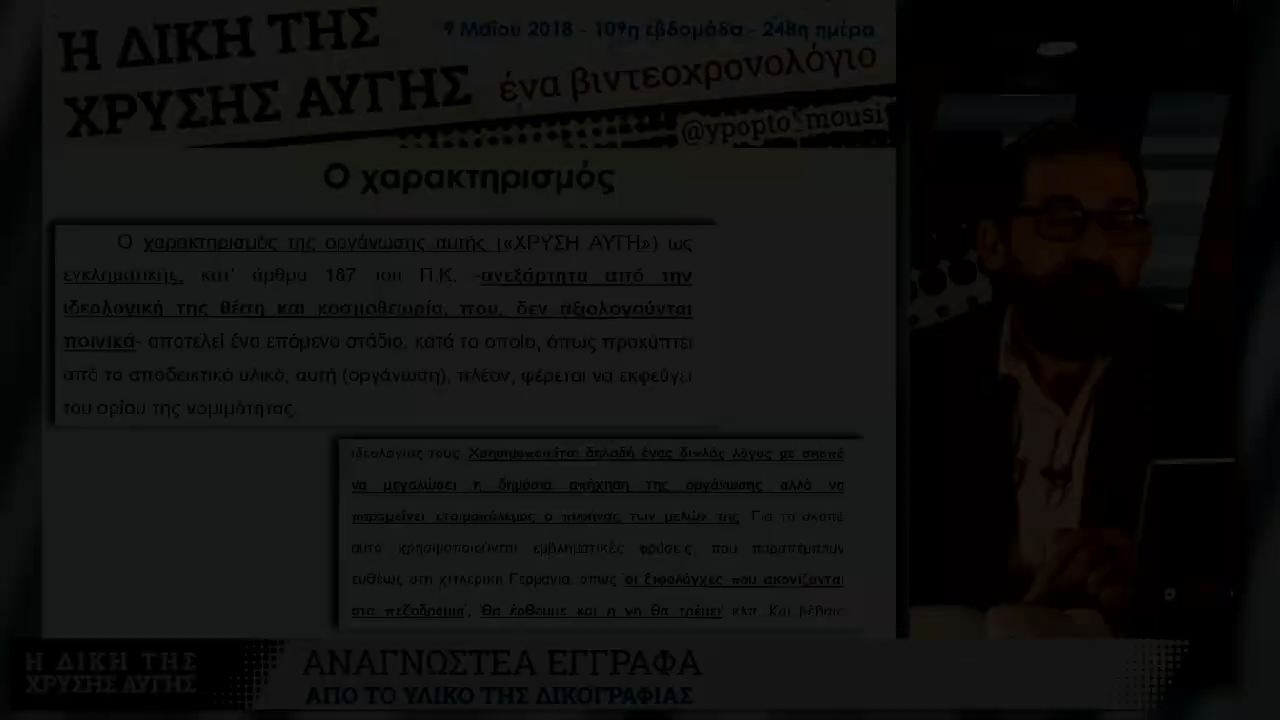 Η ΔΙΚΗ ΤΗΣ
ΧΡΥΣΗΣ ΑΥΓΗΣ
9 Μαΐου 2018 - 109η εβδομάδα - 248η ημέρα
ένα βιντεοχρονολόγιο
@ypopto_mousi
Ο χαρακτηρισμός
Ο χαρακτηρισμός της οργάνωσης αυτής («ΧΡΥΣΗ ΑΥΓΗ») ως
εγκληματικής, κατ' άρθρο 187 του Π.Κ. -ανεξάρτητα από την
ιδεολογική της θέση και κοσμοθεωρία, που, δεν αξιολογούνται
ποινικά- αποτελεί ένα επόμενο στάδιο, κατά το οποίο, όπως προκύπτει
από το αποδεικτικό υλικό, αυτή (οργάνωση), πλέον, φέρεται να εκφεύγει
του ορίου της νομιμότητας
ιδεολογίας τους. Χρησιμοποιείται δηλαδή ένας διπλός λόγος με σκοπό
να μεγαλώσει η δημόσια απήχηση της οργάνωσης αλλά να
παραμείνει ετοιμοπόλεμος ο πυρήνας των μελών της. Για το σκοπό
αυτό χρησιμοποιούνται εμβληματικές φράσεις, που παραπέμπουν
ευθέως στη χιτλερική Γερμανία, όπως οι ξιφολόγχες που ακονίζονται
στα πεζοδρόμια', 'θα έρθουμε και η γη θα τρέμει' κλπ. Και βέβαια
Η ΔΙΚΗ ΤΗΣ
ΧΡΥΣΗΣ ΑΥΓΗΣ
ΑΝΑΓΝΩΣΤΕΑ ΕΓΓΡΑΦΑ
ΑΠΟ ΤΟ ΥΛΙΚΟ ΤΗΣ ΔΙΚΟΓΡΑΦΙΑΣ